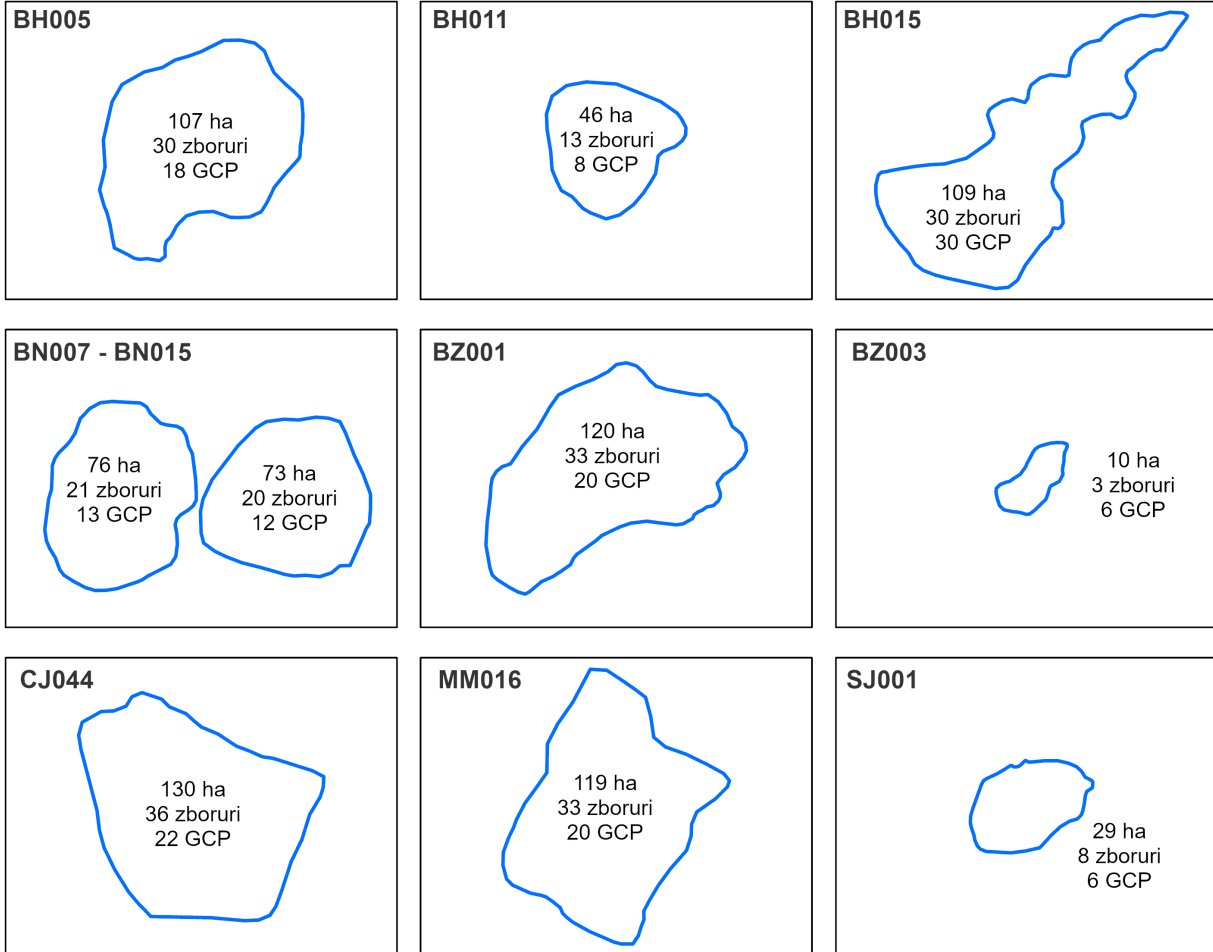 BH005
107 ha
30 zboruri
18 GCP
BH011
46 ha
13 zboruri
8 GCP
BH015
109 ha
30 zboruri
30 GCP
BN007 - BN015
76 ha
21 zboruri
13 GCP
73 ha
20 zboruri
12 GCP
BZ001
120 ha
33 zboruri
20 GCP
BZ003
10 ha
3 zboruri
6 GCP
CJ044
130 ha
36 zboruri
22 GCP
MM016
119 ha
33 zboruri
20 GCP
SJ001
29 ha
8 zboruri
6 GCP